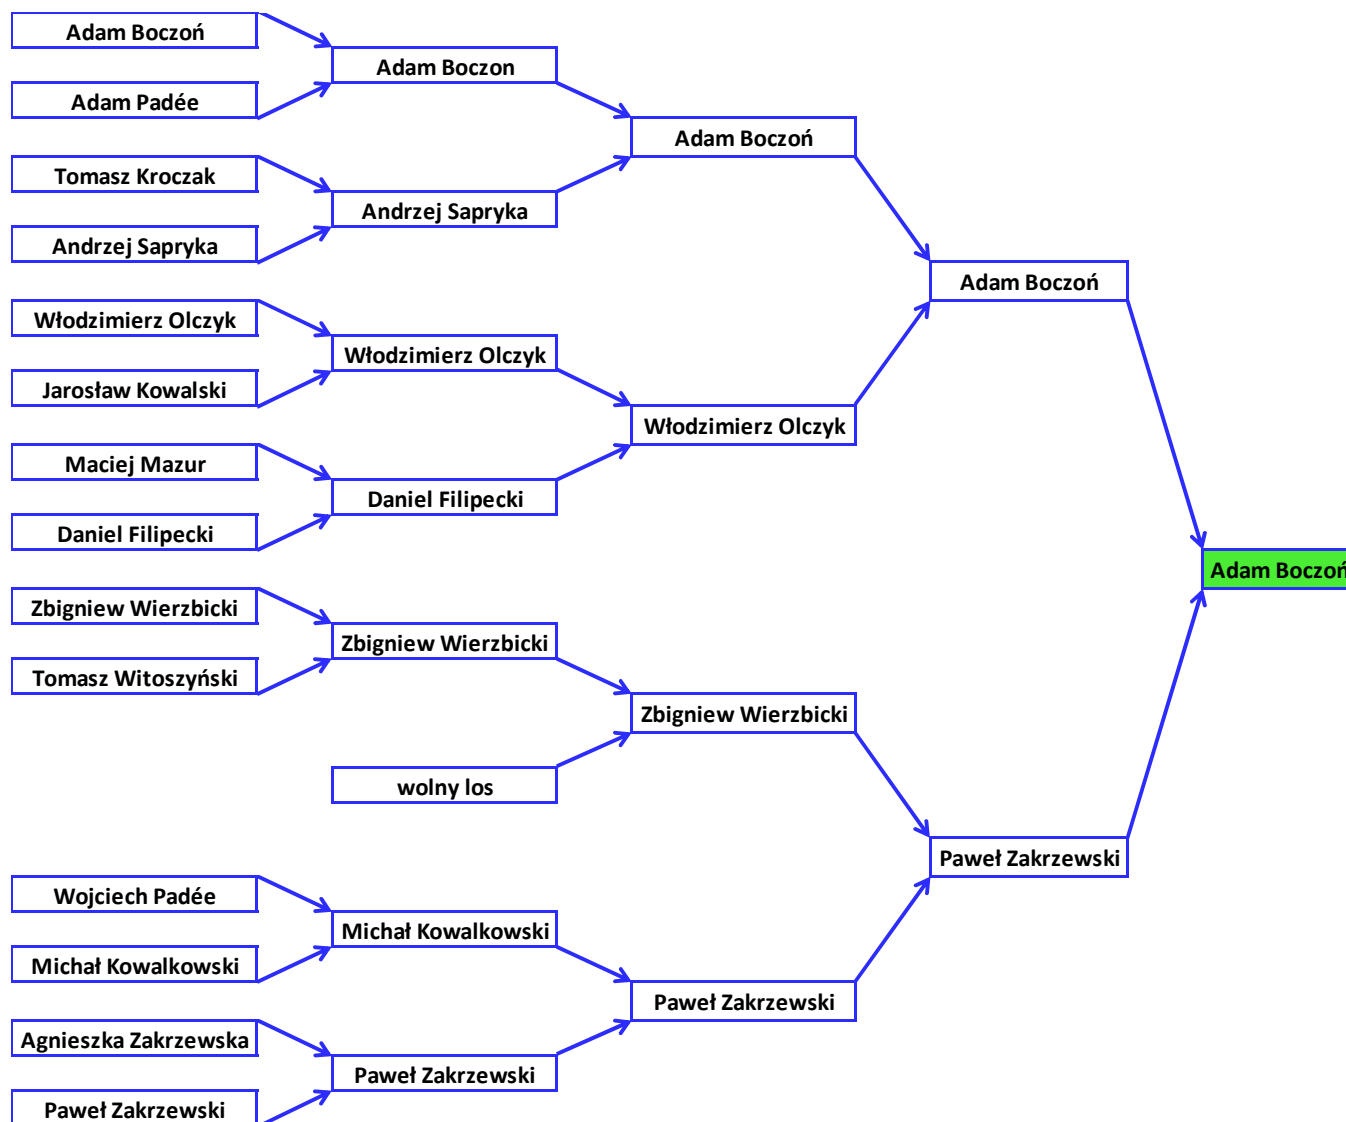 Adam Boczoń
Adam Padée
Tomasz Kroczak
Andrzej Sapryka
Włodzimierz Olczyk
Jarosław Kowalski
Maciej Mazur
Daniel Filipecki
Zbigniew Wierzbicki
Tomasz Witoszyński
Wojciech Padée
Michał Kowalkowski
Agnieszka Zakrzewska
Paweł Zakrzewski
Adam Boczon
Andrzej Sapryka
Włodzimierz Olczyk
Daniel Filipecki
Zbigniew Wierzbicki
wolny los
Michał Kowalkowski
Paweł Zakrzewski
Adam Boczoń
Włodzimierz Olczyk
Zbigniew Wierzbicki
Paweł Zakrzewski
Adam Boczoń
Paweł Zakrzewski
Adam Boczoń